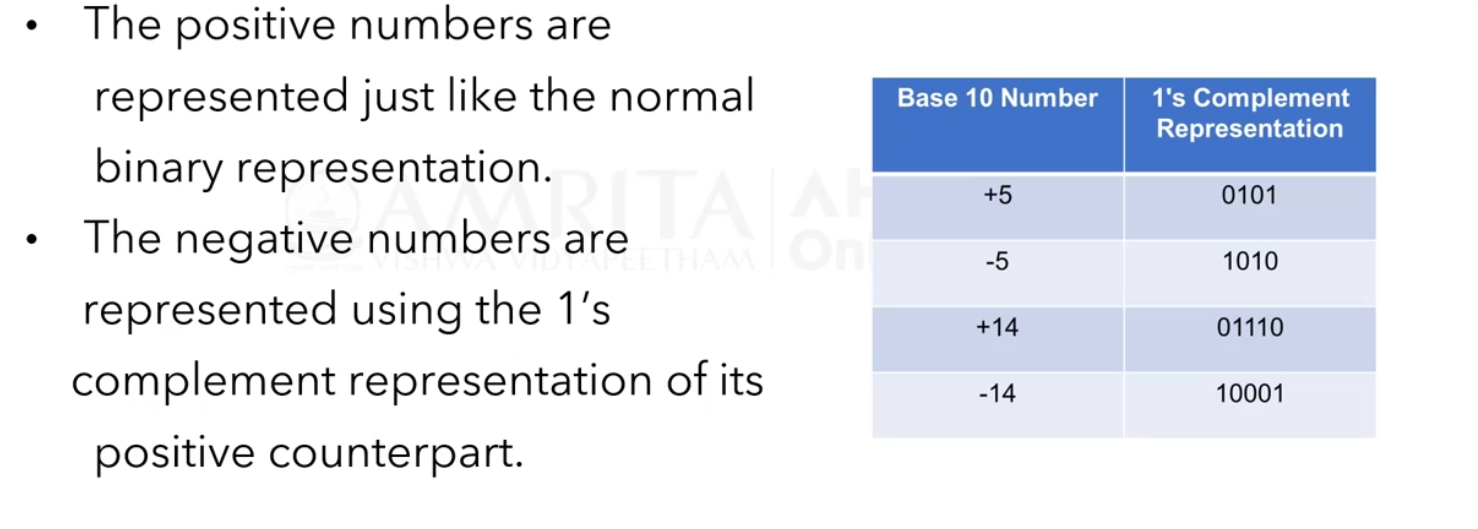 • The positive numbers are
represented just like the normal
binary representation.
• The negative numbers are
represented using the 1’s
complement representation of its
positive counterpart.
Base 10 Number 1's Complement
Representation
+5 0101
-5 1010
+14 01110
-14 10001
AMRITA
VISHWA VIDYAPEETHAM